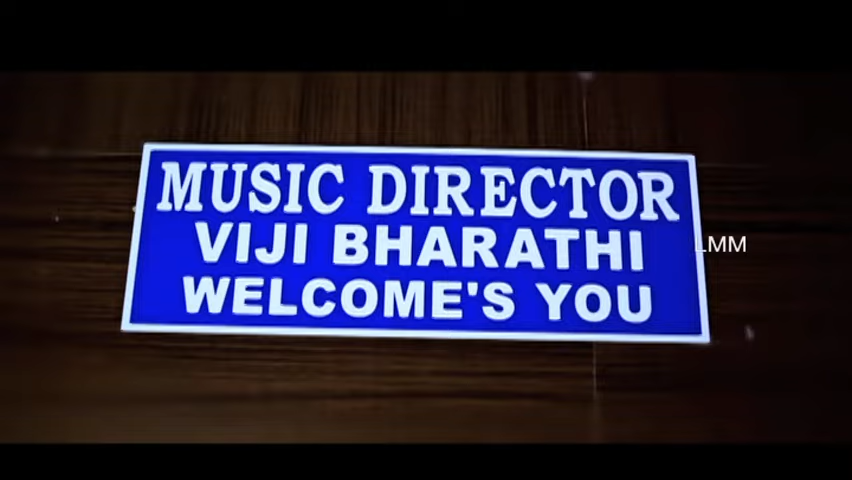 MUSIC DIRECTOR
VIJI BHARATHI
WELCOME'S YOU
LMM